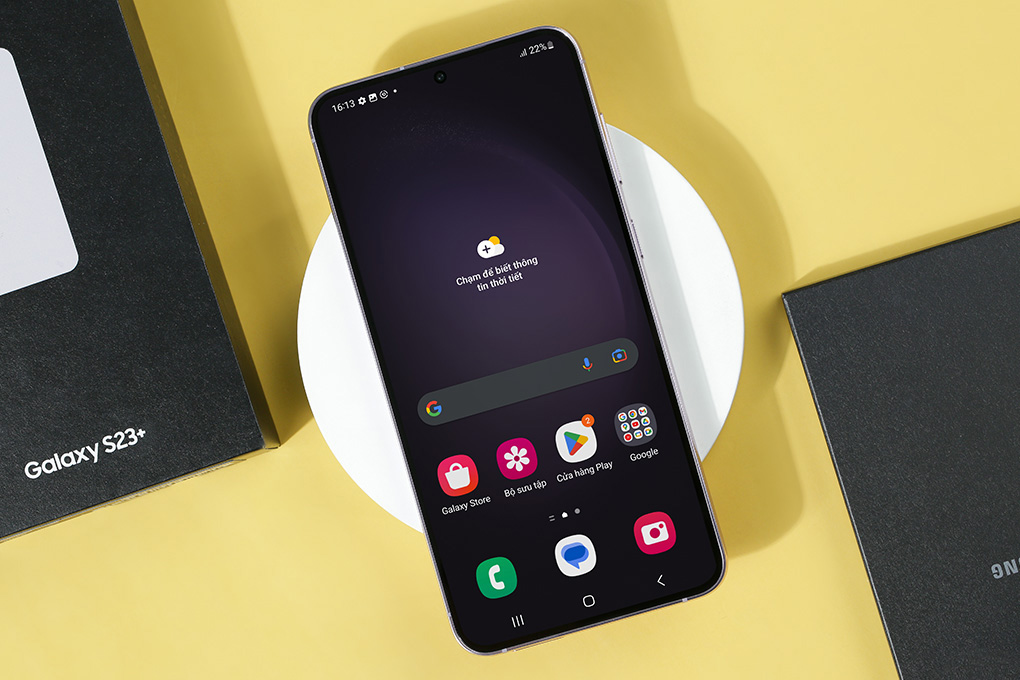 16:13
22%
Chạm để biết thông
tin thời tiết
2
Galaxy Store
Bộ sưu tập
Cửa hàng Play
Google
Galaxy S23+